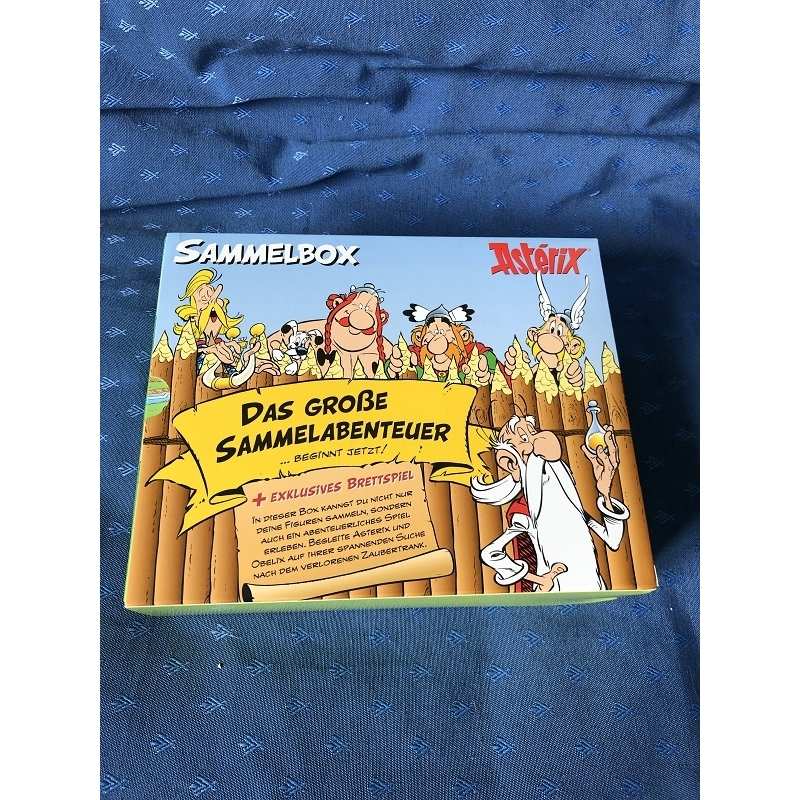 SAMMELBOX
Astérix
DAS GROßE
SAMMELABENTEUER
... BEGINNT JETZT!
+ EXKLUSIVES BRETTSPIEL
IN DIESER BOX KANNST DU NICHT NUR
DEINE FIGUREN SAMMELN, SONDERN
AUCH EIN ABENTEUERLICHES SPIEL
ERLEBEN. BEGLEITE ASTERIX UND
OBELIX AUF IHRER SPANNENDEN SUCHE
NACH DEM VERLORENEN ZAUBERTRANK.